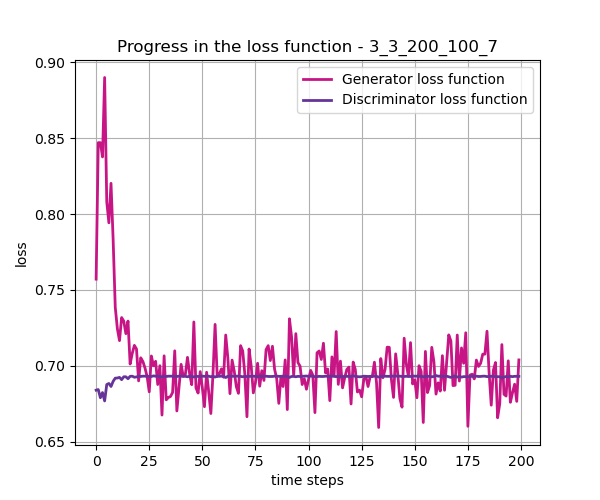 Progress in the loss function - 3_3_200_100_7
Generator loss function
Discriminator loss function
0.90
0.85
0.80
0.75
0.70
0.65
loss
0 25 50 75 100 125 150 175 200
time steps